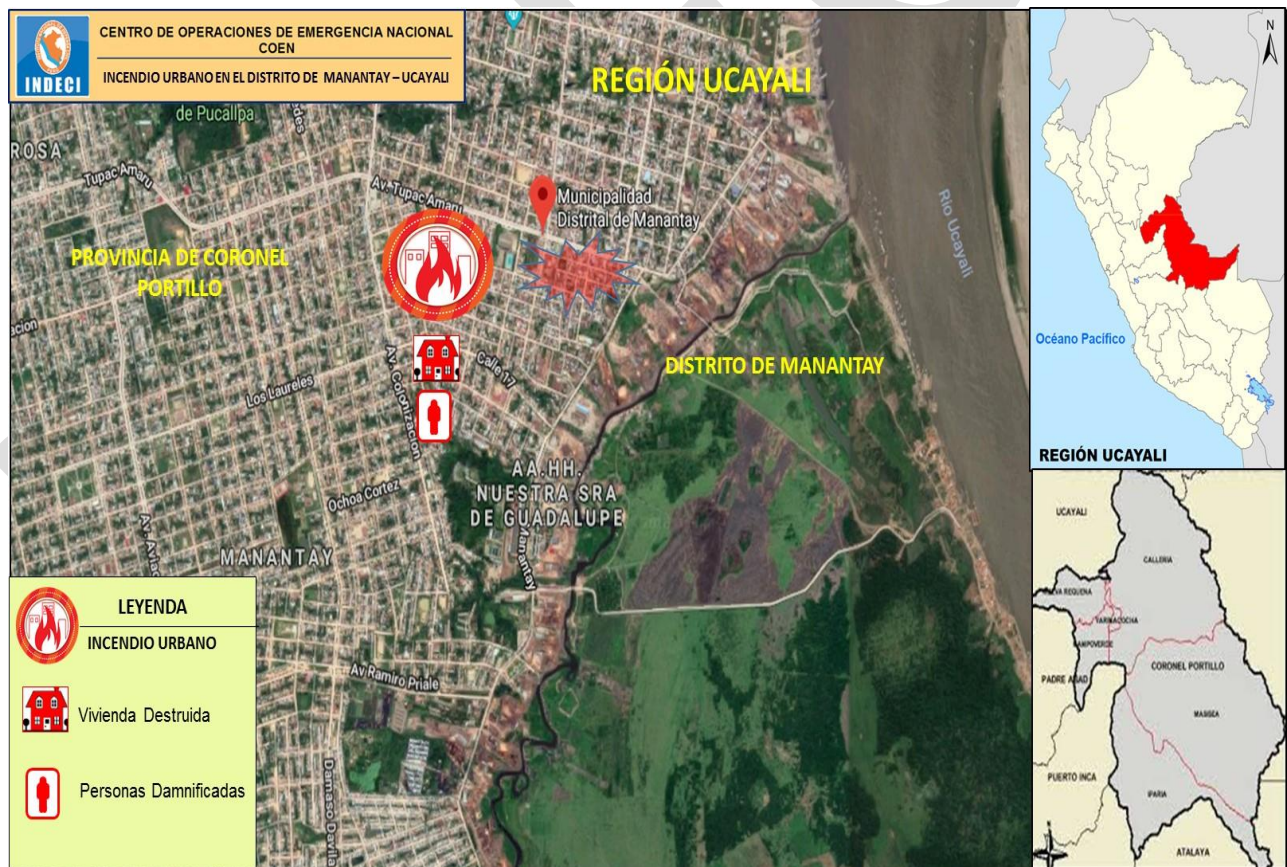 INDECI
CENTRO DE OPERACIONES DE EMERGENCIA NACIONAL
COEN
INCENDIO URBANO EN EL DISTRITO DE MANANTAY – UCAYALI
REGIÓN UCAYALI
de Pucallpa
ROSA
Tupac Amaru
Av. Tupac Amaru
Municipalidad
Distrital de Manantay
Río Ucayali
PROVINCIA DE CORONEL
PORTILLO
Los Laureles
Av. Colonizacion
Calle 17
DISTRITO DE MANANTAY
AA.HH.
NUESTRA SRA
DE GUADALUPE
Ochoa Cortez
Manantay
MANANTAY
Av Ramiro Priale
Damaso Davila
LEYENDA
INCENDIO URBANO
Vivienda Destruida
Personas Damnificadas
N
Océano Pacífico
REGIÓN UCAYALI
UCAYALI
CALLERIA
YARINACOCHA
CORONEL PORTILLO
PADRE ABAD
MASISEA
PUERTO INCA
IPARIA
ATALAYA